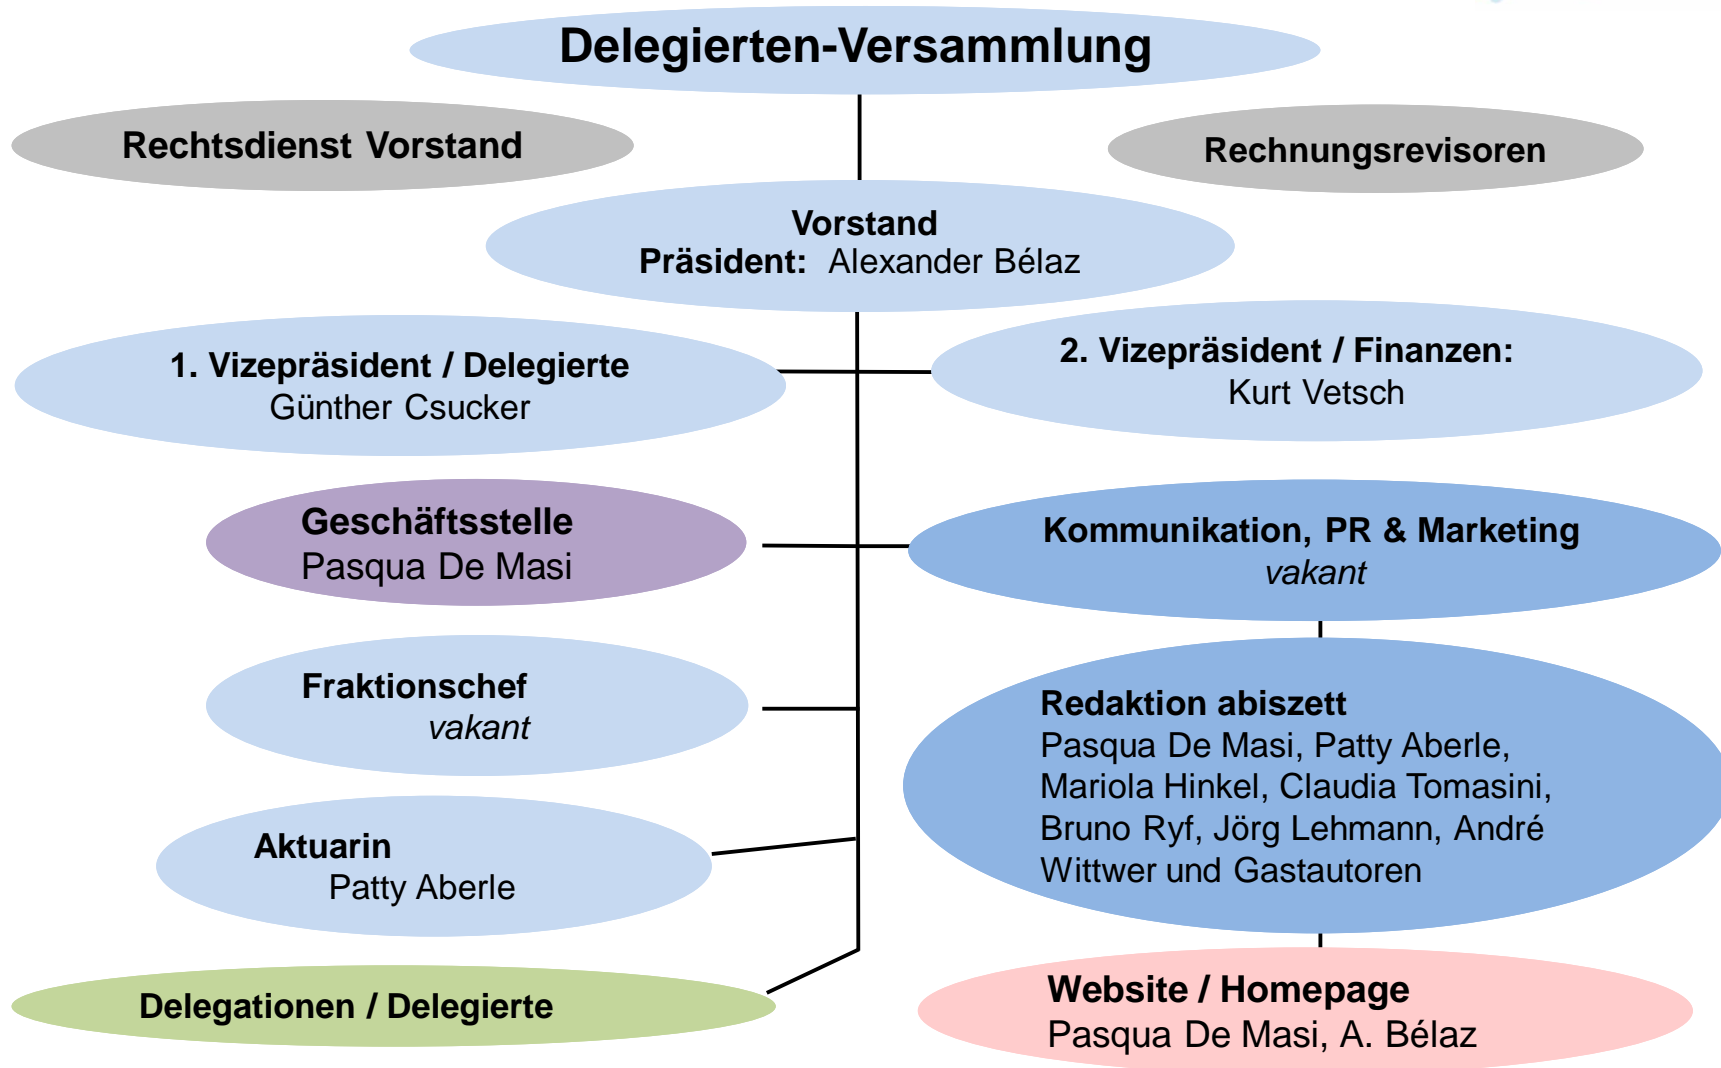 Delegierten-Versammlung
Rechtsdienst Vorstand
Rechnungsrevisoren
Vorstand
Präsident: Alexander Bélaz
1. Vizepräsident / Delegierte
Günther Csucker
2. Vizepräsident / Finanzen:
Kurt Vetsch
Geschäftsstelle
Pasqua De Masi
Kommunikation, PR & Marketing
vakant
Fraktionschef
vakant
Redaktion abiszett
Pasqua De Masi, Patty Aberle,
Mariola Hinkel, Claudia Tomasini,
Bruno Ryf, Jörg Lehmann, André
Wittwer und Gastautoren
Aktuarin
Patty Aberle
Delegationen / Delegierte
Website / Homepage
Pasqua De Masi, A. Bélaz